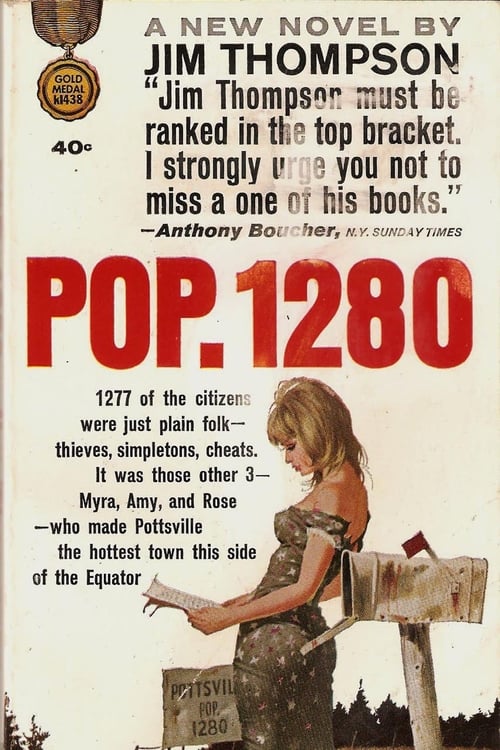 A NEW NOVEL BY
JIM THOMPSON
GOLD
MEDAL
k1438
40c
"Jim Thompson must be
ranked in the top bracket.
I strongly urge you not to
miss a one of his books."
—Anthony Boucher, N.Y. SUNDAY TIMES
POP. 1280
1277 of the citizens
were just plain folk—
thieves, simpletons, cheats.
It was those other 3—
Myra, Amy, and Rose
—who made Pottsville
the hottest town this side
of the Equator
POTTSVIL
POP
1280